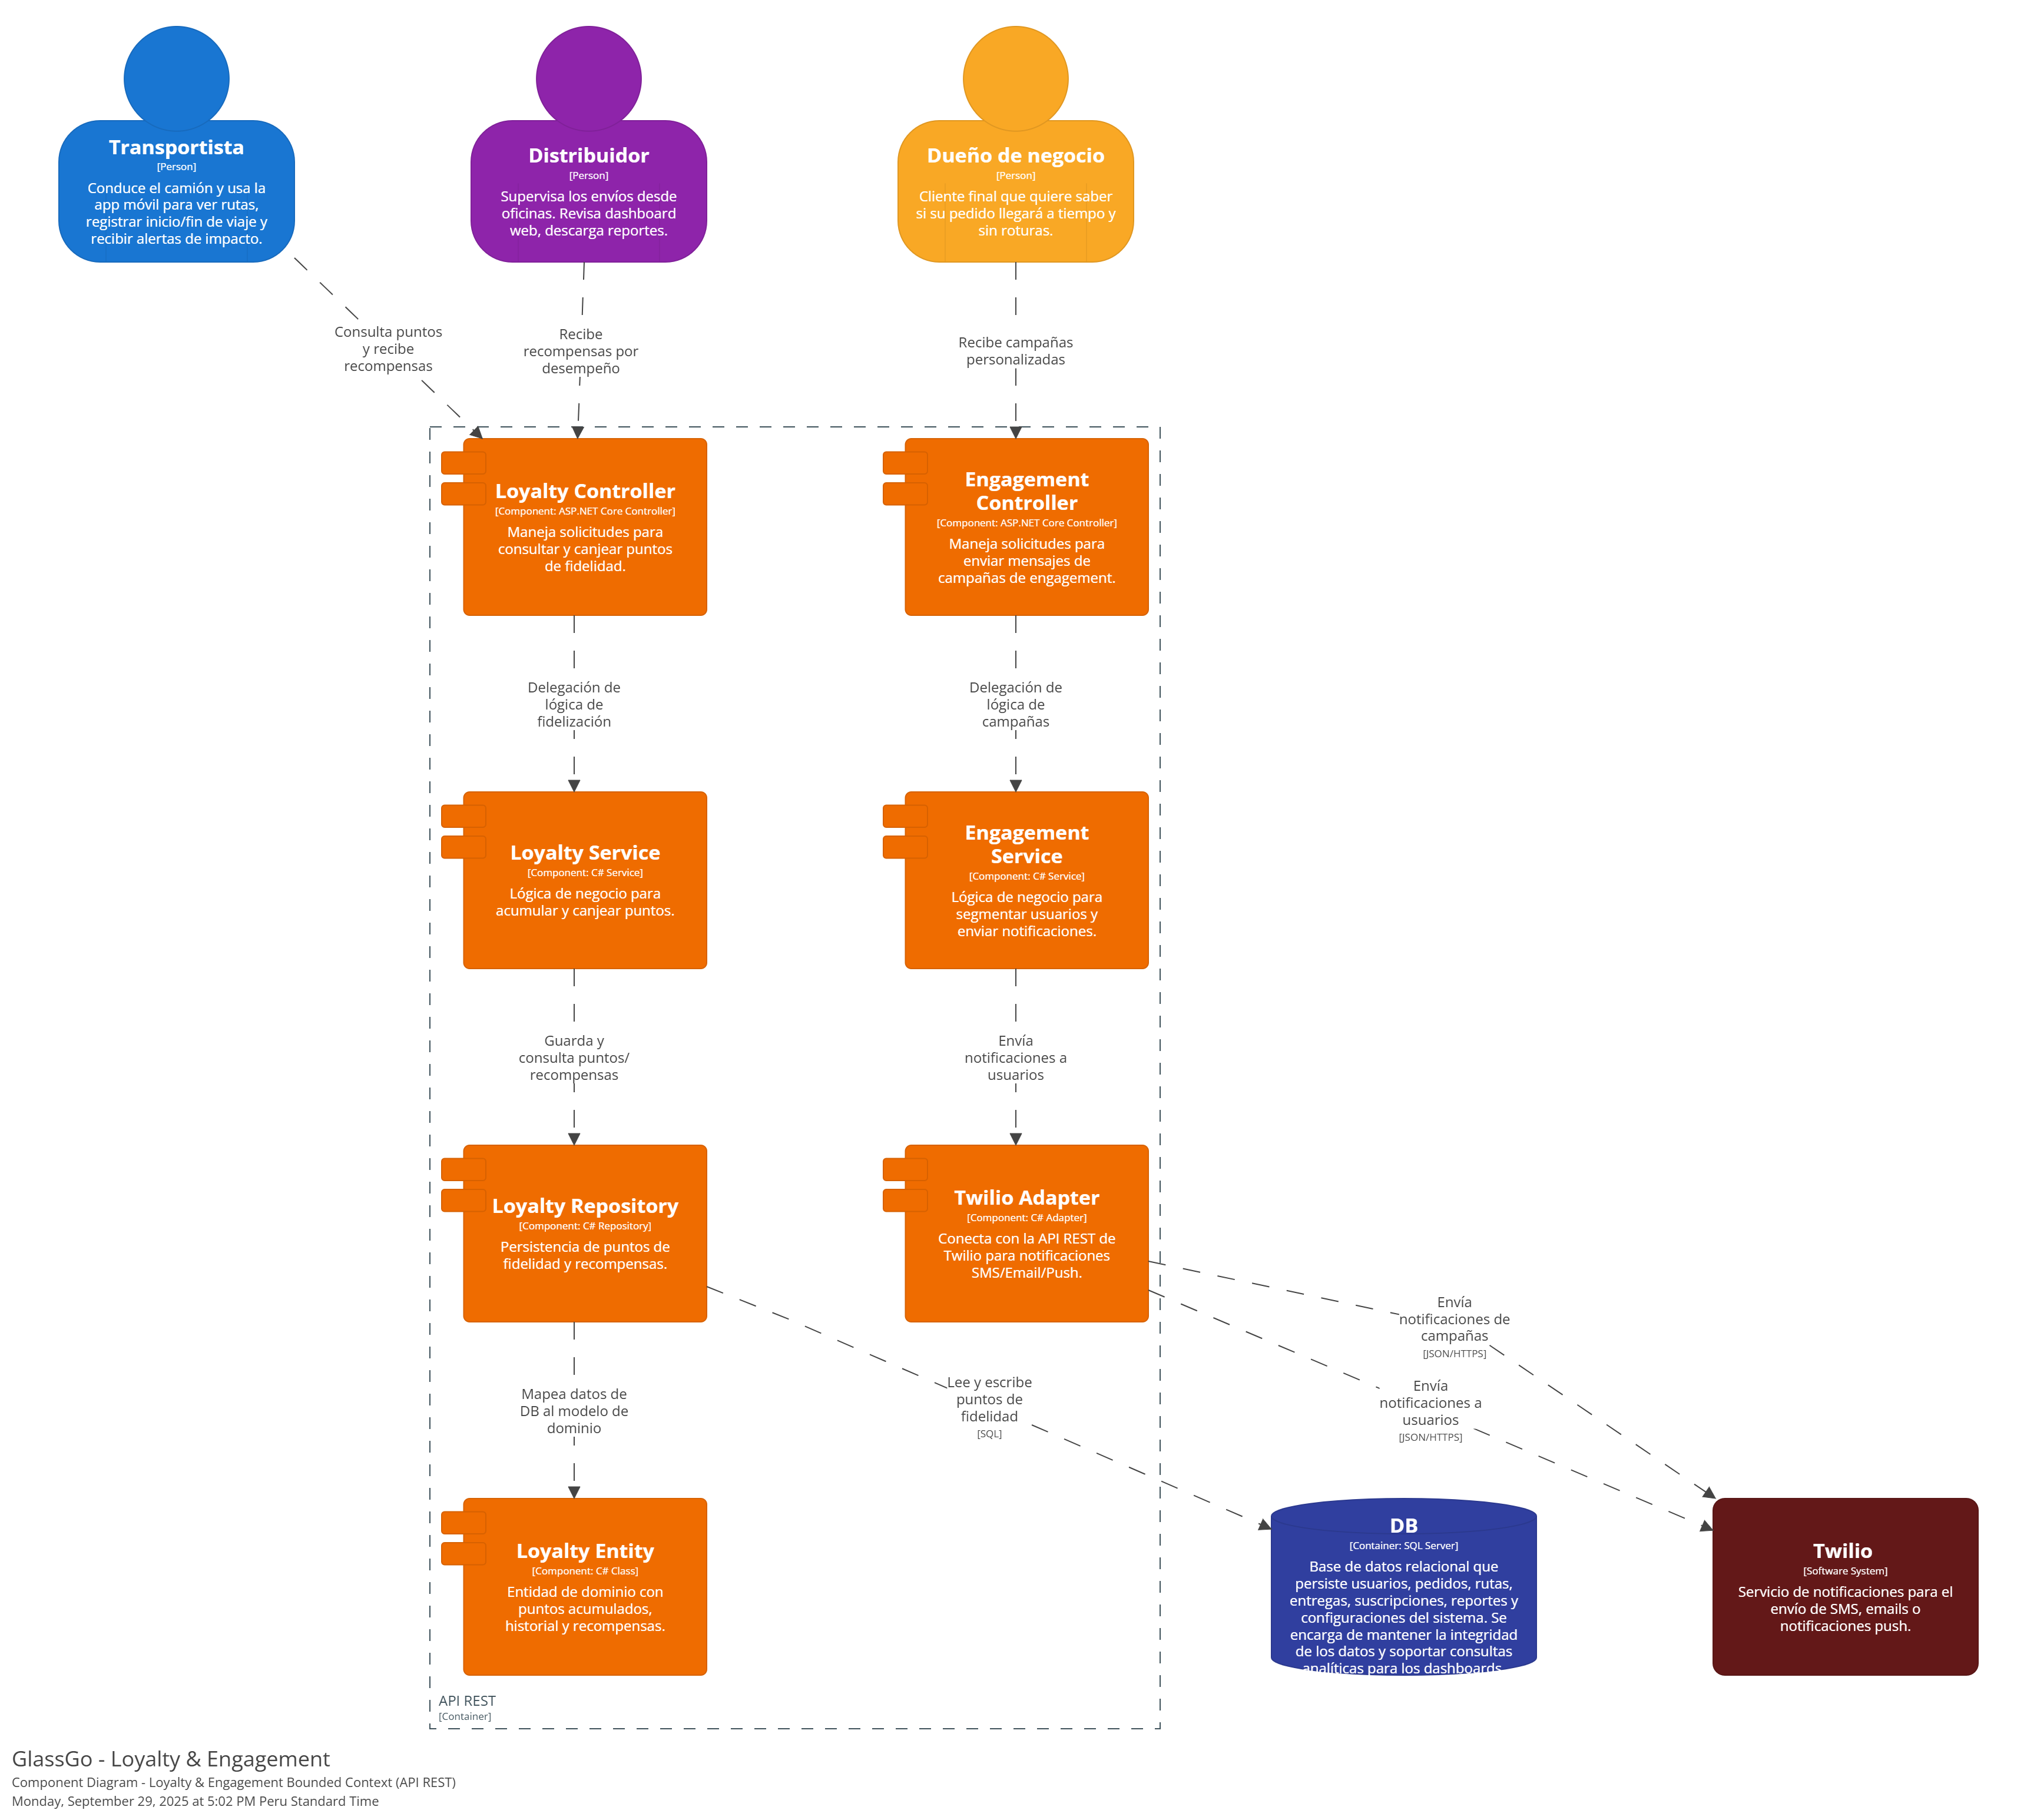 Transportista
[Person]
Conduce el camión y usa la
app móvil para ver rutas,
registrar inicio/fin de viaje y
recibir alertas de impacto.
Distribuidor
[Person]
Supervisa los envíos desde
oficinas. Revisa dashboard
web, descarga reportes.
Dueño de negocio
[Person]
Cliente final que quiere saber
si su pedido llegará a tiempo y
sin roturas.
Consulta puntos
y recibe
recompensas
Recibe
recompensas por
desempeño
Recibe campañas
personalizadas
Loyalty Controller
[Component: ASP.NET Core Controller]
Maneja solicitudes para
consultar y canjear puntos
de fidelidad.
Engagement
Controller
[Component: ASP.NET Core Controller]
Maneja solicitudes para
enviar mensajes de
campañas de engagement.
Delegación de
lógica de
fidelización
Delegación de
lógica de
campañas
Loyalty Service
[Component: C# Service]
Lógica de negocio para
acumular y canjear puntos.
Engagement
Service
[Component: C# Service]
Lógica de negocio para
segmentar usuarios y
enviar notificaciones.
Guarda y
consulta puntos/
recompensas
Envía
notificaciones a
usuarios
Loyalty Repository
[Component: C# Repository]
Persistencia de puntos de
fidelidad y recompensas.
Twilio Adapter
[Component: C# Adapter]
Conecta con la API REST de
Twilio para notificaciones
SMS/Email/Push.
Envía
notificaciones de
campañas
[JSON/HTTPS]
Mapea datos de
DB al modelo de
dominio
Lee y escribe
puntos de
fidelidad
[SQL]
Envía
notificaciones a
usuarios
[JSON/HTTPS]
Loyalty Entity
[Component: C# Class]
Entidad de dominio con
puntos acumulados,
historial y recompensas.
DB
[Container: SQL Server]
Base de datos relacional que
persiste usuarios, pedidos, rutas,
entregas, suscripciones, reportes y
configuraciones del sistema. Se
encarga de mantener la integridad
de los datos y soportar consultas
analíticas para los dashboards.
Twilio
[Software System]
Servicio de notificaciones para el
envío de SMS, emails o
notificaciones push.
API REST
[Container]
GlassGo - Loyalty & Engagement
Component Diagram - Loyalty & Engagement Bounded Context (API REST)
Monday, September 29, 2025 at 5:02 PM Peru Standard Time